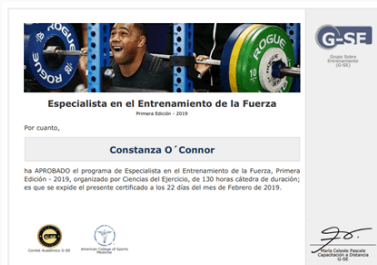 ROGUE
ROGUE
G-SE
Grupo Sobre
Entrenamiento
(G-SE)
Especialista en el Entrenamiento de la Fuerza
Primera Edición - 2019
Por cuanto,
Constanza O´Connor
ha APROBADO el programa de Especialista en el Entrenamiento de la Fuerza, Primera
Edición - 2019, organizado por Ciencias del Ejercicio, de 130 horas cátedra de duración;
es que se expide el presente certificado a los 22 días del mes de Febrero de 2019.
G-SE
Comité Académico G-SE
American College of Sports
Medicine
María Celeste Pascale
Capacitación a Distancia
G-SE